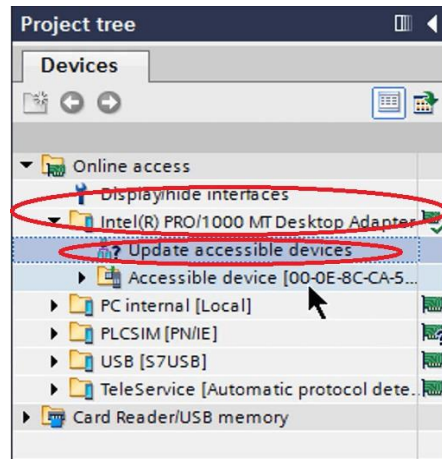 Project tree
Devices
Online access
Display/hide interfaces
Intel(R) PRO/1000 MT Desktop Adapter
Update accessible devices
Accessible device [00-0E-8C-CA-5...
PC internal [Local]
PLCSIM [PN/IE]
USB [S7USB]
TeleService [Automatic protocol dete...
Card Reader/USB memory